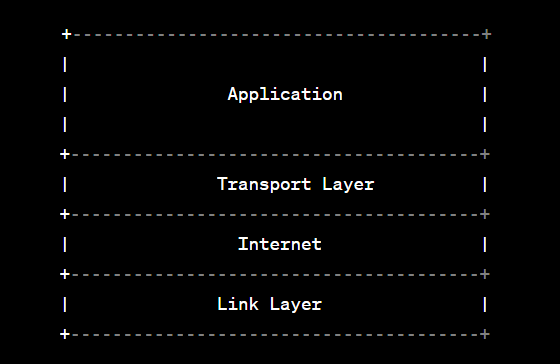 Application
Transport Layer
Internet
Link Layer